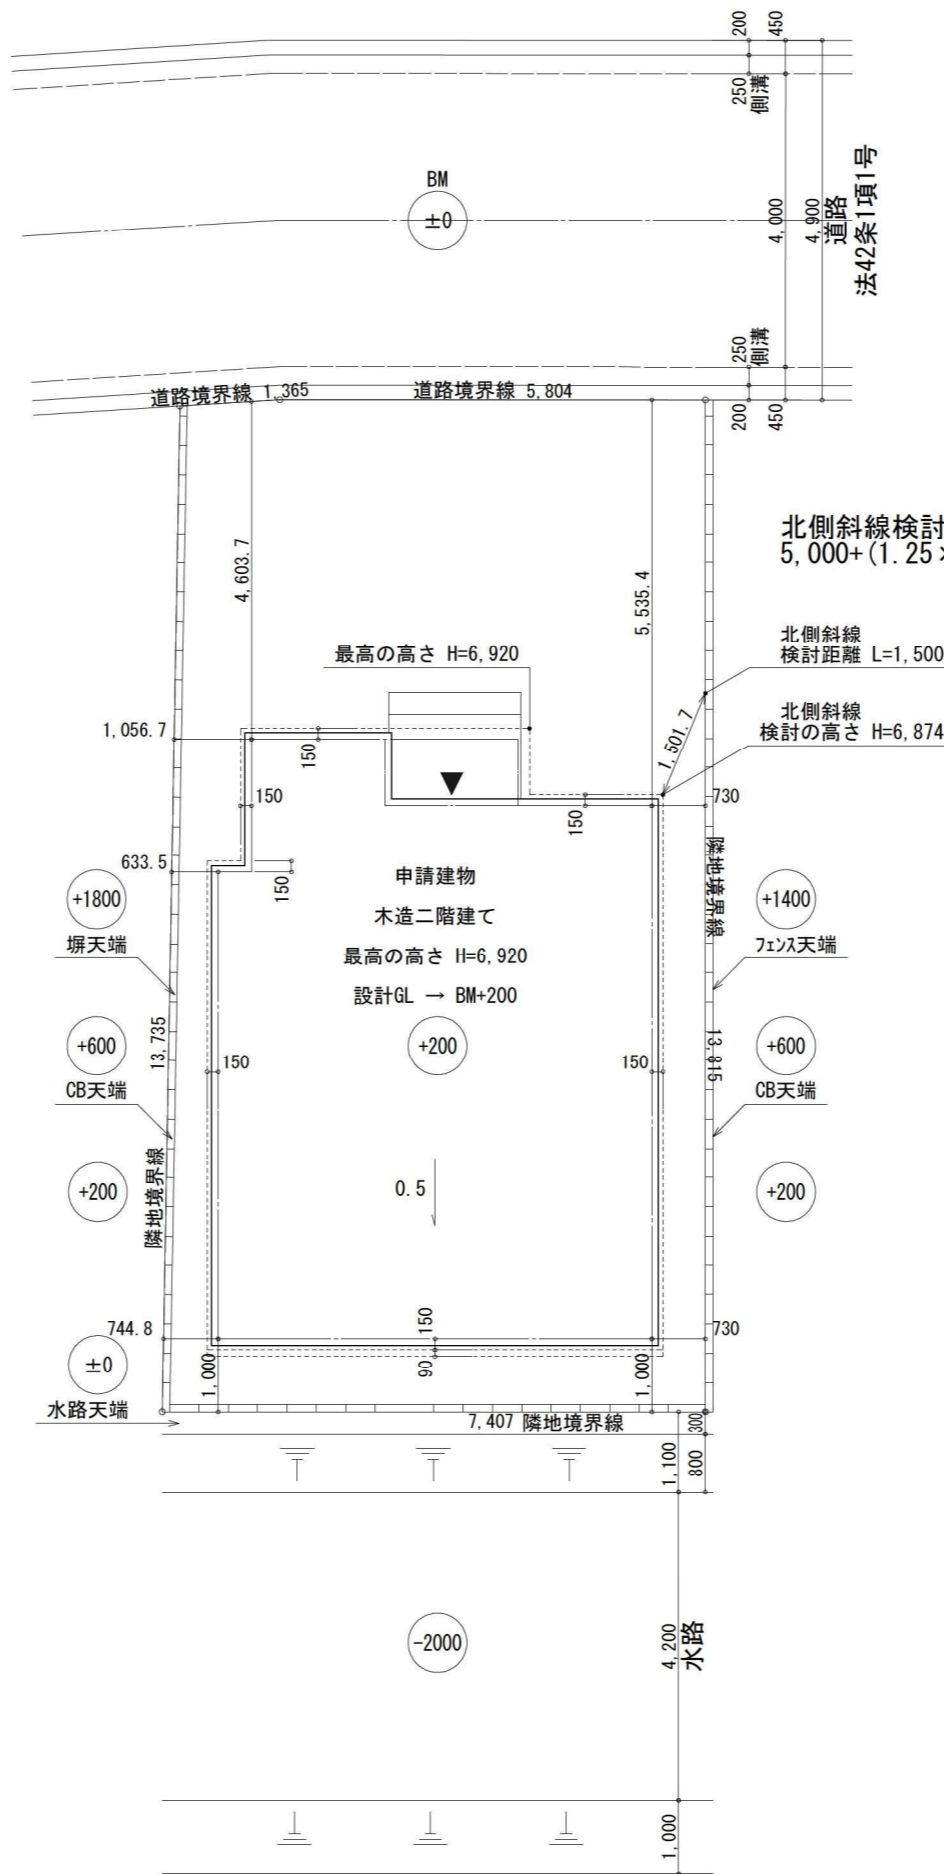 200
450
250
側溝
4,000
4,900
道路
法42条1項1号
BM
±0
250
側溝
200
450
道路境界線 1,365
道路境界線 5,804
北側斜線検討
5,000+(1.25×
4,603.7
5,535.4
最高の高さ H=6,920
北側斜線
検討距離 L=1,500
1,501.7
北側斜線
検討の高さ H=6,874
1,056.7
150
150
150
730
633.5
150
隣地境界線
+1800
塀天端
申請建物
木造二階建て
最高の高さ H=6,920
設計GL → BM+200
+200
+1400
フェンス天端
13,735
13,815
+600
CB天端
150
150
+600
CB天端
隣地境界線
+200
0.5
+200
744.8
150
90
730
±0
水路天端
1,000
1,000
7,407 隣地境界線
300
1,100
800
-2000
4,200
水路
1,000